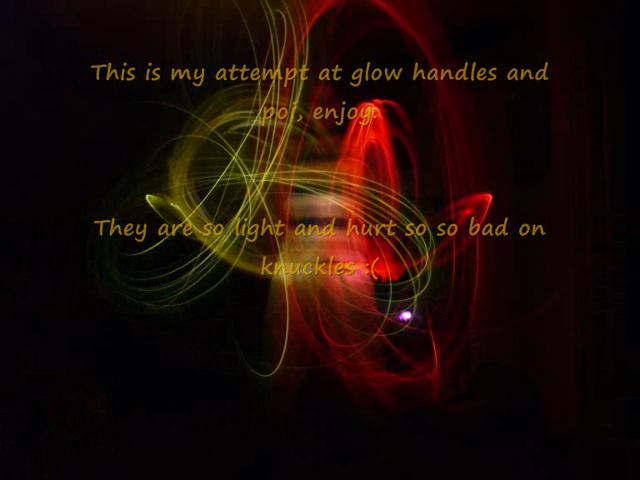 This is my attempt at glow handles and
poi, enjoy.
They are so light and hurt so so bad on
knuckles :(